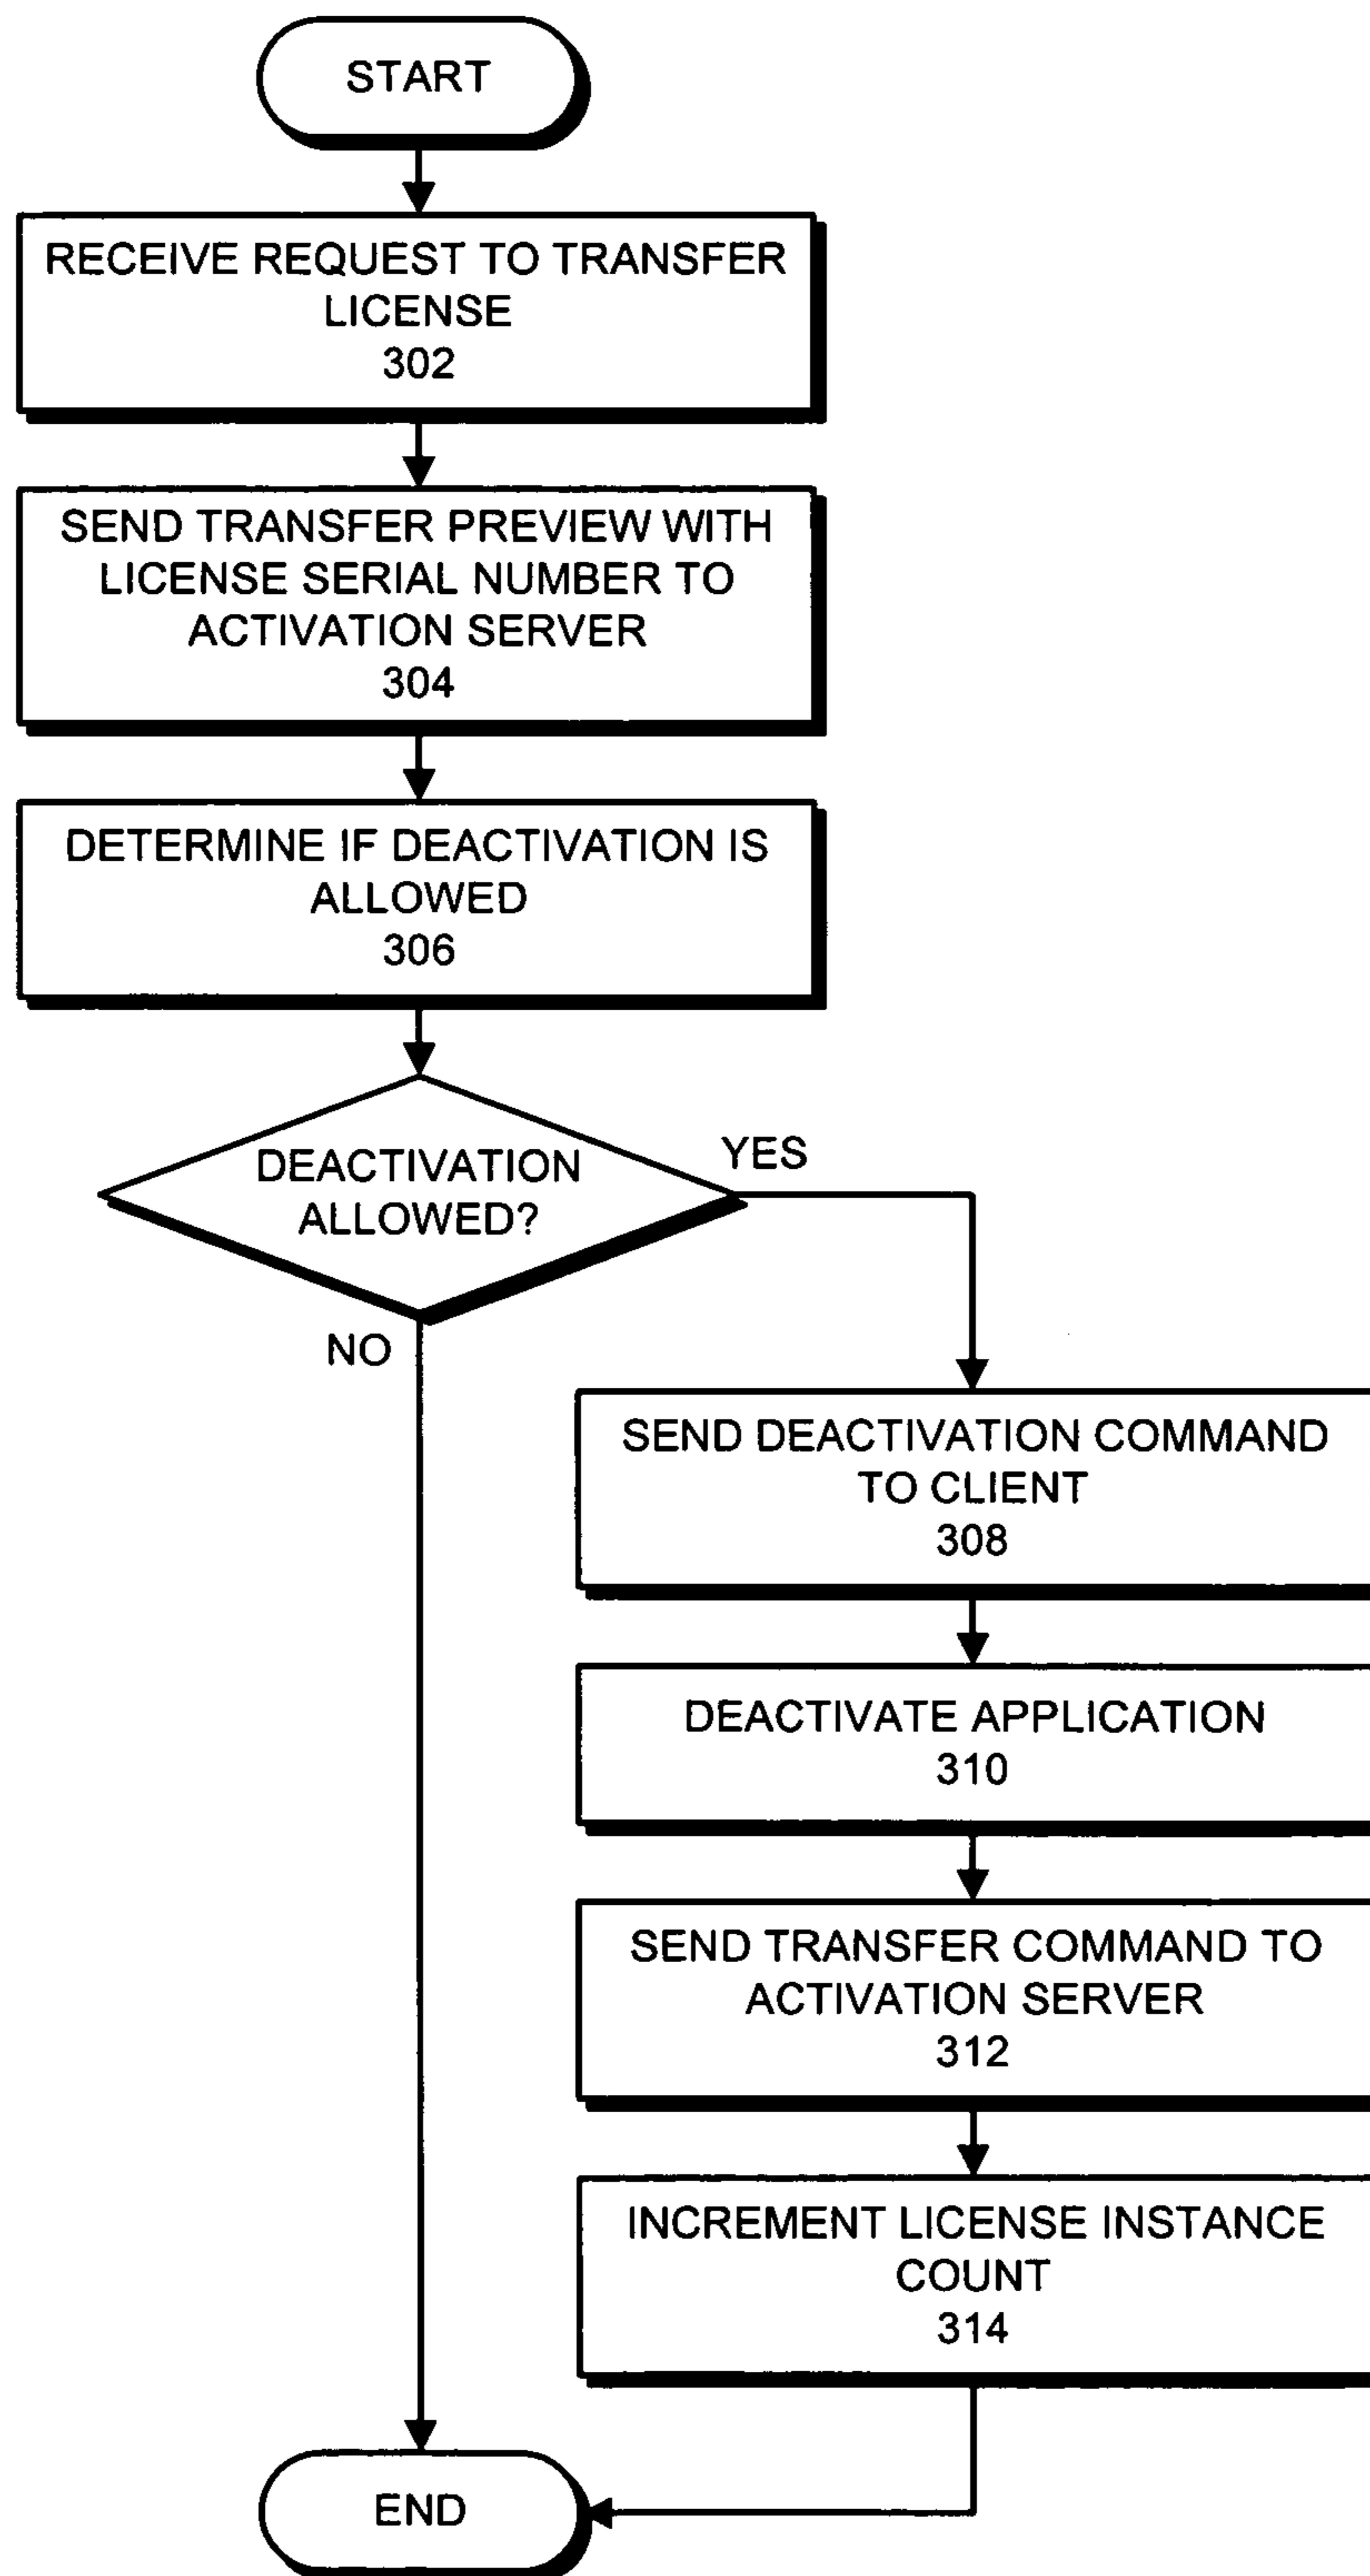 START
RECEIVE REQUEST TO TRANSFER
LICENSE
302
SEND TRANSFER PREVIEW WITH
LICENSE SERIAL NUMBER TO
ACTIVATION SERVER
304
DETERMINE IF DEACTIVATION IS
ALLOWED
306
DEACTIVATION
ALLOWED?
YES
NO
SEND DEACTIVATION COMMAND
TO CLIENT
308
DEACTIVATE APPLICATION
310
SEND TRANSFER COMMAND TO
ACTIVATION SERVER
312
INCREMENT LICENSE INSTANCE
COUNT
314
END